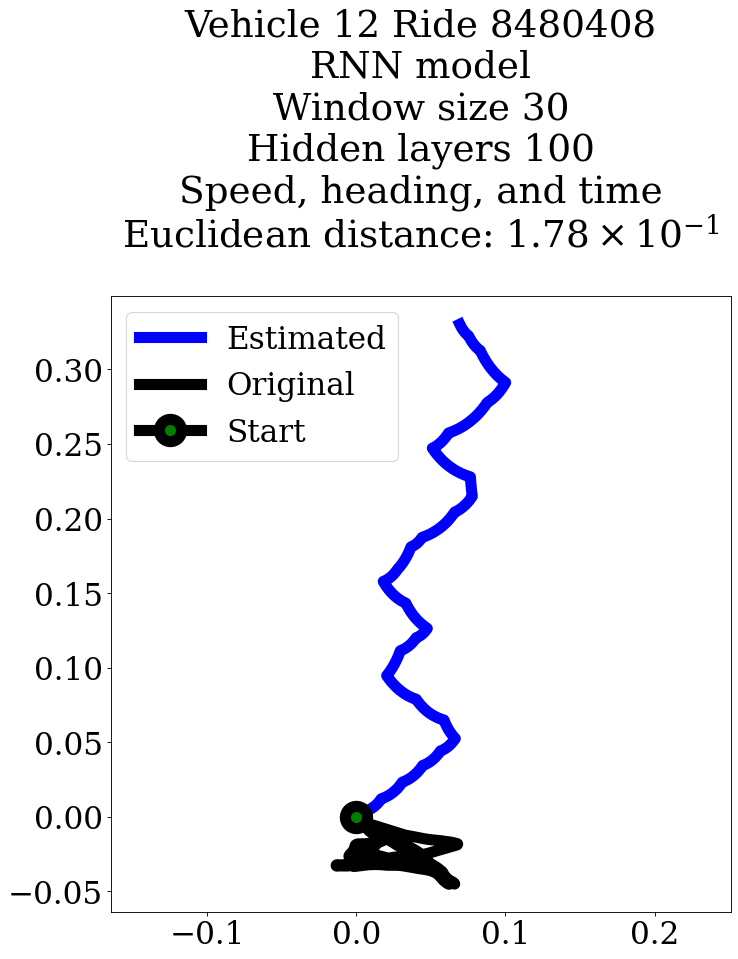 Vehicle 12 Ride 8480408
RNN model
Window size 30
Hidden layers 100
Speed, heading, and time
Euclidean distance: 1.78 × 10⁻¹
Estimated
Original
Start
0.30
0.25
0.20
0.15
0.10
0.05
0.00
−0.05
−0.1
0.0
0.1
0.2